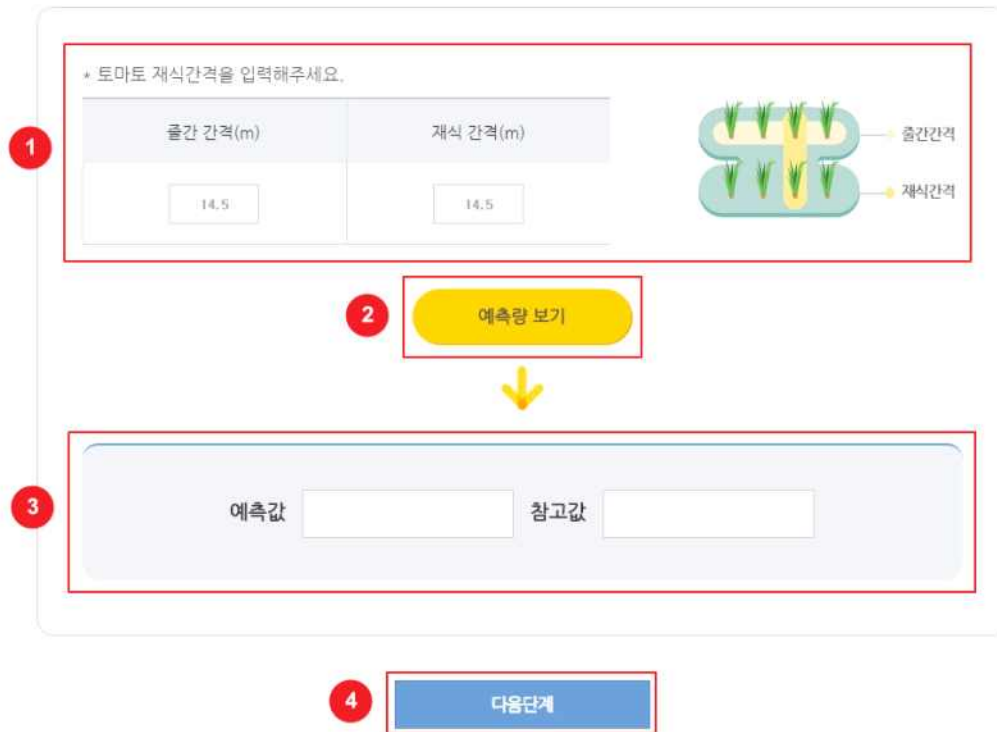 * 토마토 재식간격을 입력해주세요.
줄간 간격(m) 재식 간격(m)
14.5 14.5
줄간간격
재식간격
1
2
예측량 보기
3
예측값 참고값
4
다음단계